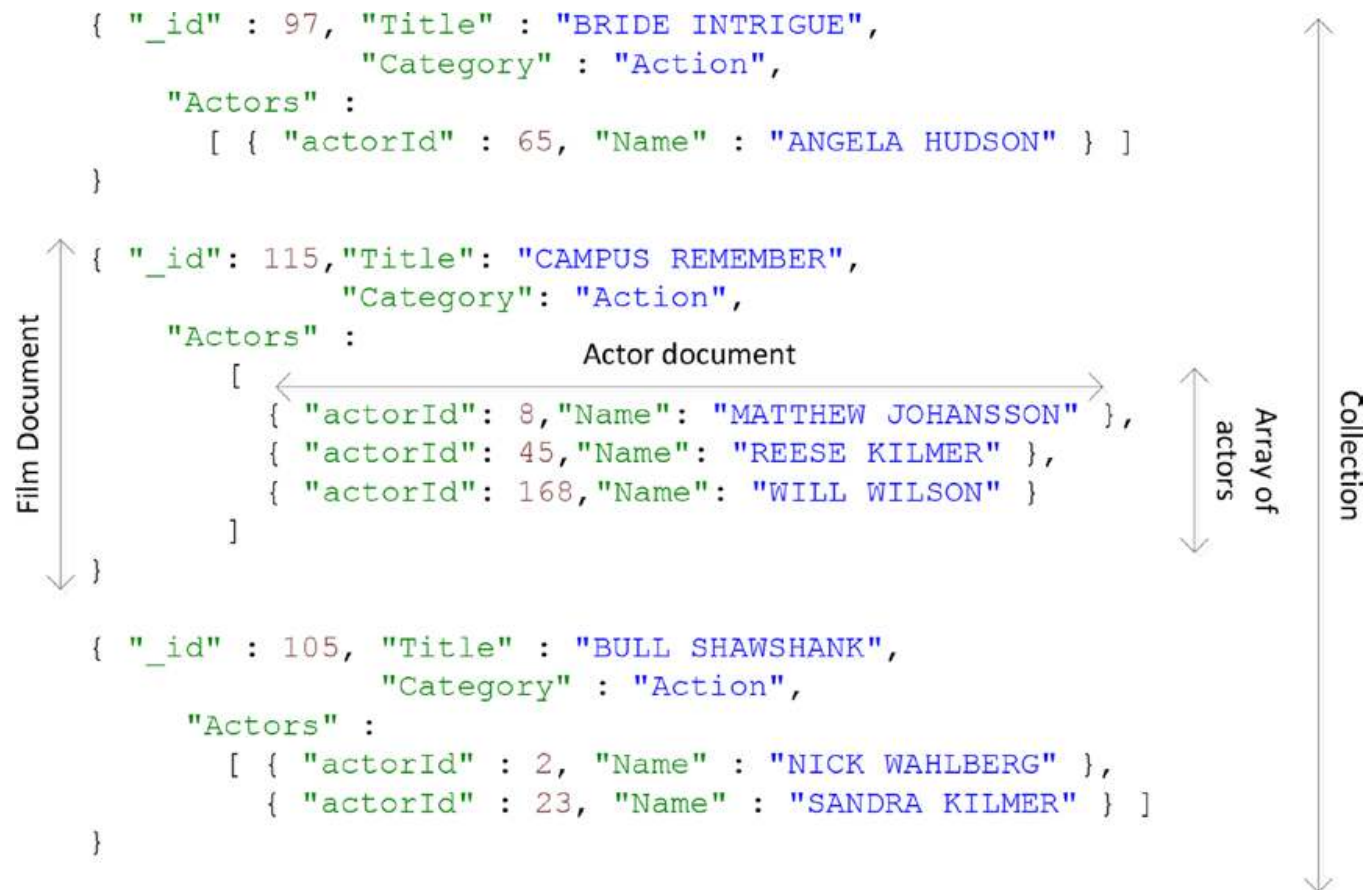 { "_id" : 97, "Title" : "BRIDE INTRIGUE",
"Category" : "Action",
"Actors" :
[ { "actorId" : 65, "Name" : "ANGELA HUDSON" } ]
}
{ "_id": 115,"Title": "CAMPUS REMEMBER",
"Category": "Action",
"Actors" :
Actor document
[
{ "actorId": 8,"Name": "MATTHEW JOHANSSON" },
{ "actorId": 45,"Name": "REESE KILMER" },
{ "actorId": 168,"Name": "WILL WILSON" }
]
}
Film Document
Array of
actors
Collection
{ "_id" : 105, "Title" : "BULL SHAWSHANK",
"Category" : "Action",
"Actors" :
[ { "actorId" : 2, "Name" : "NICK WAHLBERG" },
{ "actorId" : 23, "Name" : "SANDRA KILMER" } ]
}